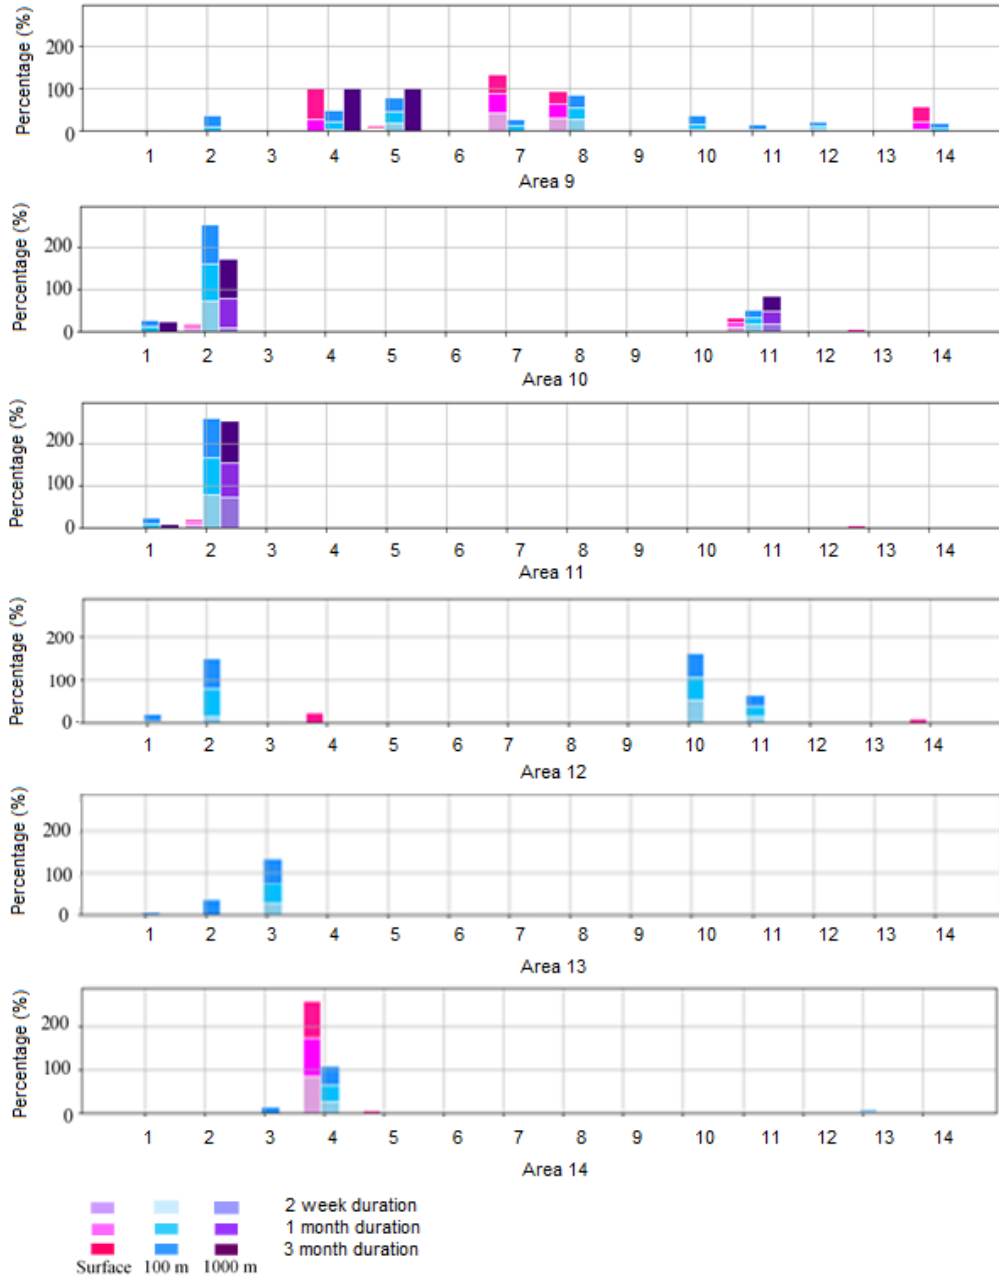 Percentage (%)
200
100
0
1 2 3 4 5 6 7 8 9 10 11 12 13 14
Area 9
Percentage (%)
200
100
0
1 2 3 4 5 6 7 8 9 10 11 12 13 14
Area 10
Percentage (%)
200
100
0
1 2 3 4 5 6 7 8 9 10 11 12 13 14
Area 11
Percentage (%)
200
100
0
1 2 3 4 5 6 7 8 9 10 11 12 13 14
Area 12
Percentage (%)
200
100
0
1 2 3 4 5 6 7 8 9 10 11 12 13 14
Area 13
Percentage (%)
200
100
0
1 2 3 4 5 6 7 8 9 10 11 12 13 14
Area 14
2 week duration
1 month duration
3 month duration
Surface 100 m 1000 m